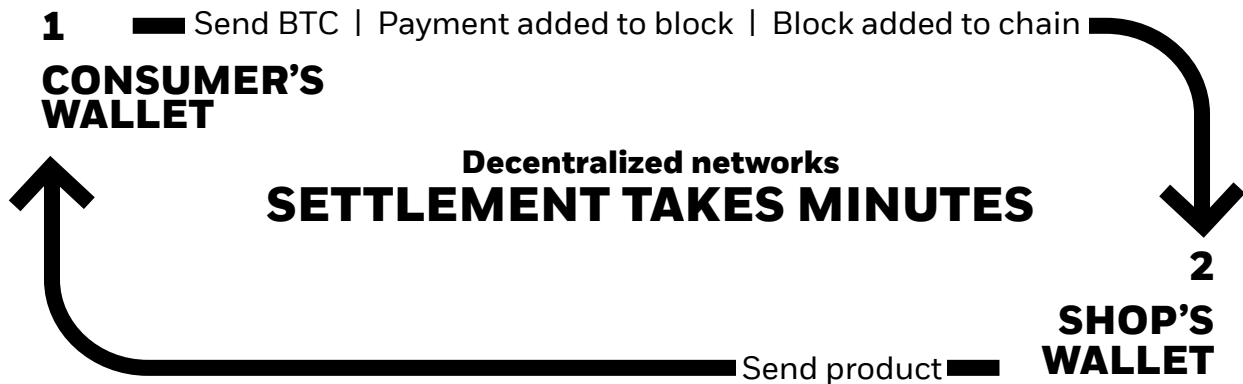 1
Send BTC | Payment added to block | Block added to chain
CONSUMER’S
WALLET
Decentralized networks
SETTLEMENT TAKES MINUTES
2
SHOP’S
WALLET
Send product